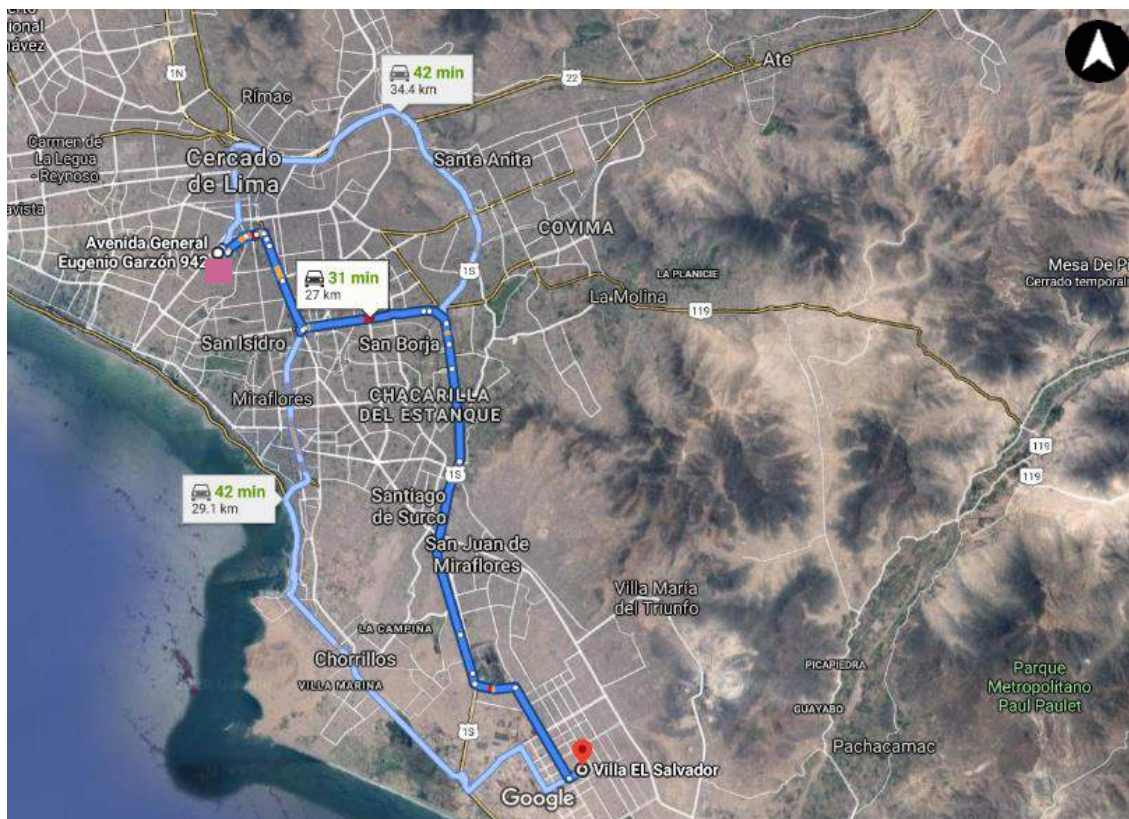 1N
Rímac
42 min
34.4 km
22
Ate
Carmen de
La Legua
- Reynoso
Cercado
de Lima
Santa Anita
Avenida General
Eugenio Garzón 942
COVIMA
31 min
27 km
1S
LA PLANICIE
La Molina
119
Mesa De Pi
Cerrado temporal
San Isidro
San Borja
Miraflores
CHACARILLA
DEL ESTANQUE
119
119
1S
42 min
29.1 km
Santiago
de Surco
San Juan de
Miraflores
Villa María
del Triunfo
LA CAMPIÑA
Chorrillos
VILLA MARINA
PICAPIEDRA
Parque
Metropolitano
Paul Paulet
GUAYABO
1S
Pachacamac
Villa EL Salvador
Google